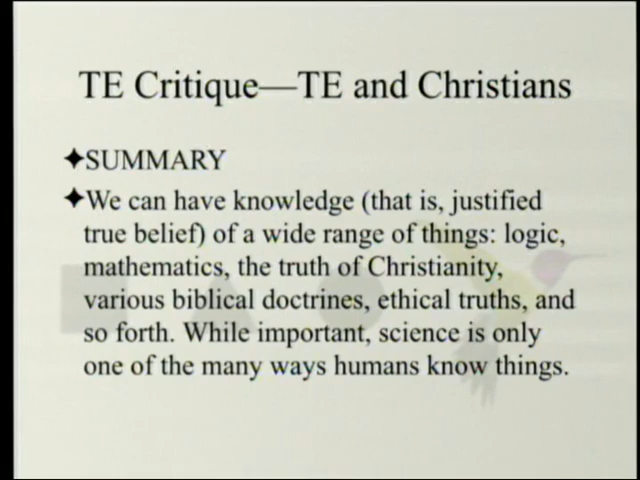 TE Critique—TE and Christians
✦SUMMARY
✦We can have knowledge (that is, justified
true belief) of a wide range of things: logic,
mathematics, the truth of Christianity,
various biblical doctrines, ethical truths, and
so forth. While important, science is only
one of the many ways humans know things.